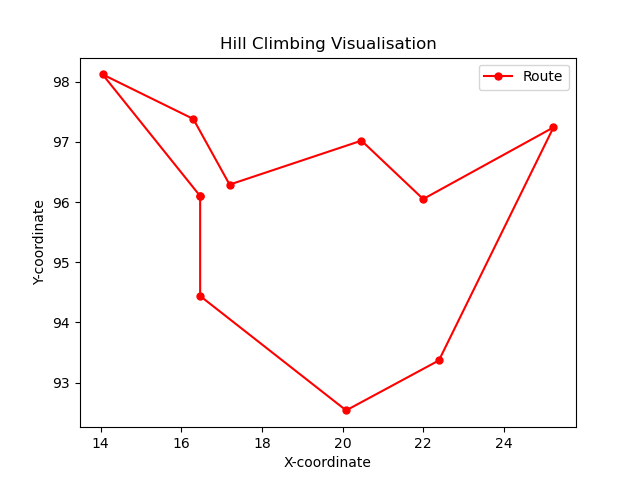 Hill Climbing Visualisation
Route
98
97
96
95
94
93
Y-coordinate
14 16 18 20 22 24
X-coordinate